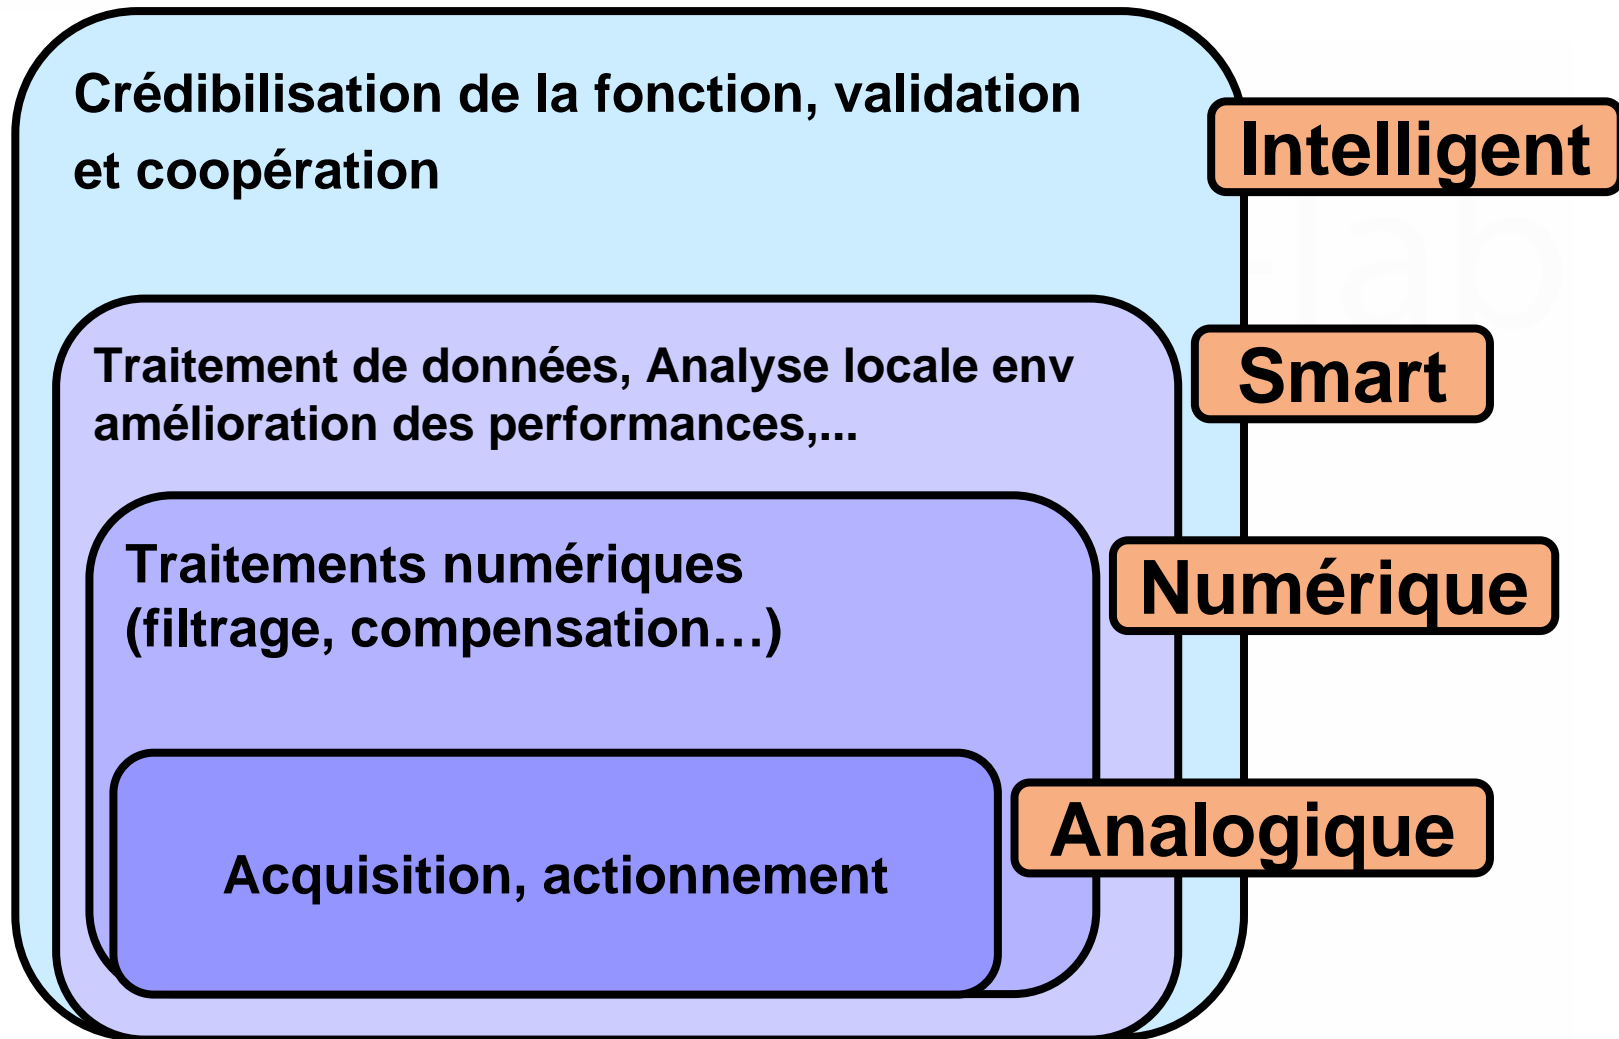 Crédibilisation de la fonction, validation
et coopération
Intelligent
-lab
Traitement de données, Analyse locale env
amélioration des performances,...
Smart
Traitements numériques
(filtrage, compensation…)
Numérique
Acquisition, actionnement
Analogique